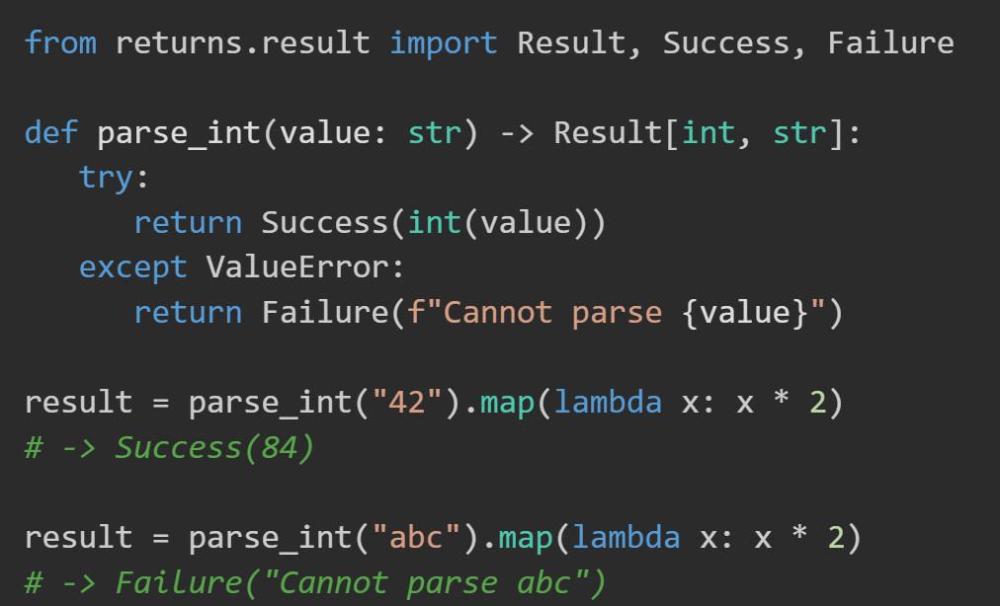 from returns.result import Result, Success, Failure
def parse_int(value: str) -> Result[int, str]:
   try:
      return Success(int(value))
   except ValueError:
      return Failure(f"Cannot parse {value}")
result = parse_int("42").map(lambda x: x * 2)
# -> Success(84)
result = parse_int("abc").map(lambda x: x * 2)
# -> Failure("Cannot parse abc")